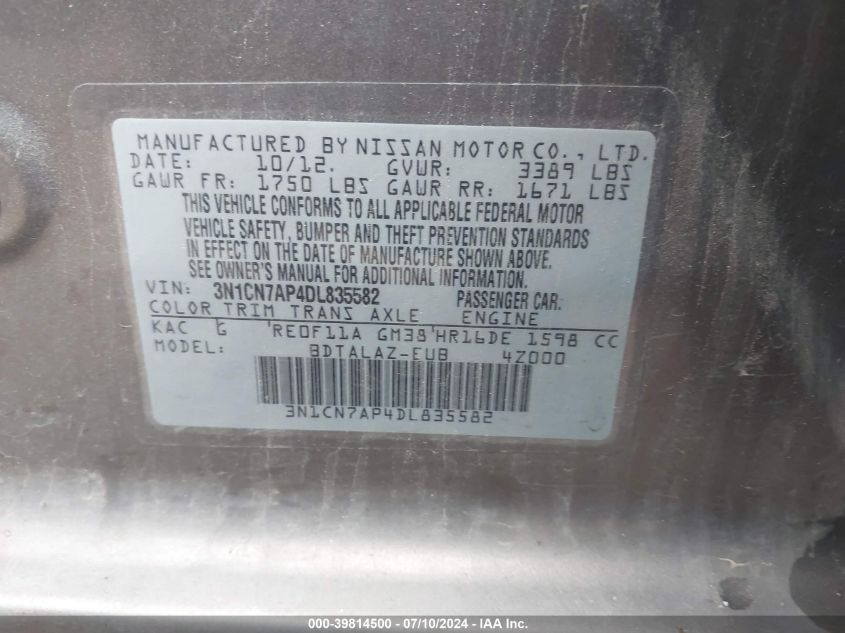 MANUFACTURED BY NISSAN MOTOR CO., LTD.
DATE: 10/12. GVWR: 3389 LBS
GAWR FR: 1750 LBS GAWR RR: 1671 LBS
THIS VEHICLE CONFORMS TO ALL APPLICABLE FEDERAL MOTOR
VEHICLE SAFETY, BUMPER AND THEFT PREVENTION STANDARDS
IN EFFECT ON THE DATE OF MANUFACTURE SHOWN ABOVE.
SEE OWNER'S MANUAL FOR ADDITIONAL INFORMATION.
VIN: 3N1CN7AP4DL835582 PASSENGER CAR.
COLOR TRIM TRANS AXLE ENGINE
KAC G RE0F11A GM38 HR16DE 1598 CC
MODEL: BDTALAZ-EUB 4Z000
3N1CN7AP4DL835582
000-39814500 - 07/10/2024 - IAA Inc.